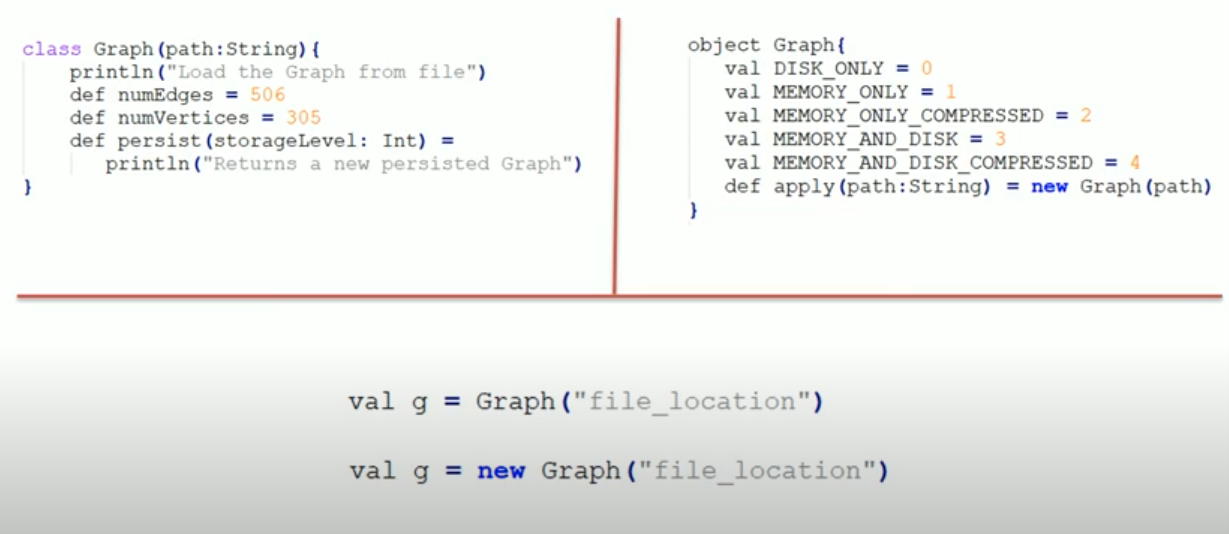 class Graph(path:String){
println("Load the Graph from file")
def numEdges = 506
def numVertices = 305
def persist(storageLevel: Int) =
println("Returns a new persisted Graph")
}
object Graph{
val DISK_ONLY = 0
val MEMORY_ONLY = 1
val MEMORY_ONLY_COMPRESSED = 2
val MEMORY_AND_DISK = 3
val MEMORY_AND_DISK_COMPRESSED = 4
def apply(path:String) = new Graph(path)
}
val g = Graph("file_location")
val g = new Graph("file_location")